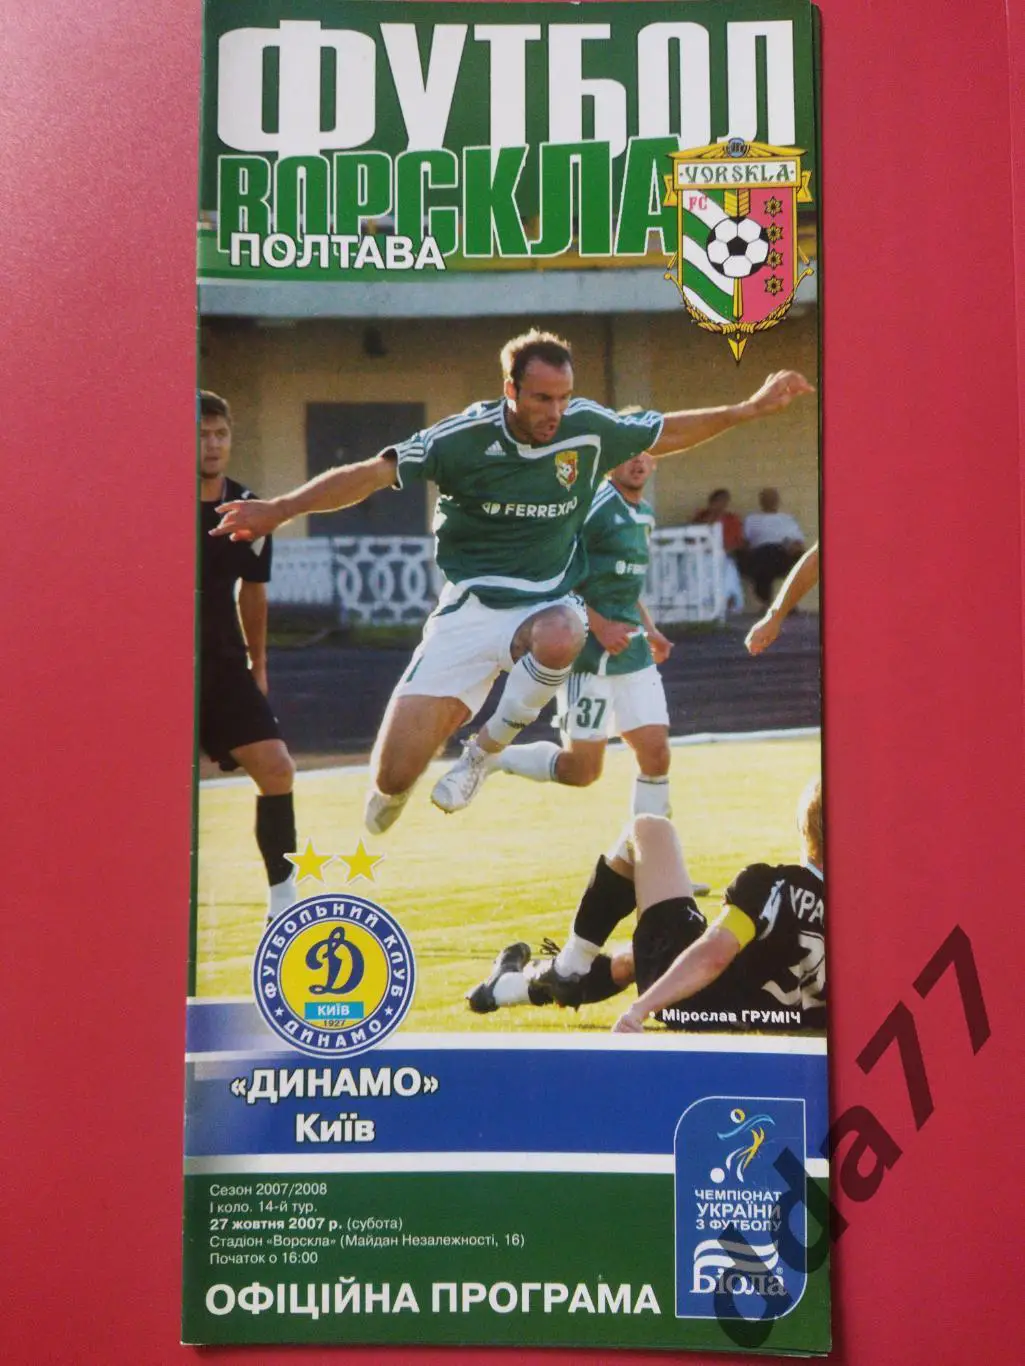 ФУТБОЛ
ВОРСКЛА
ПОЛТАВА
VORSKLA
FC
adidas
FERREXPO
37
• Мірослав ГРУМІЧ
ФУТБОЛЬНИЙ КЛУБ
Д
КИЇВ
1927
ДИНАМО
«ДИНАМО»
Київ
Сезон 2007/2008
І коло. 14-й тур.
27 жовтня 2007 р. (субота)
Стадіон «Ворскла» (Майдан Незалежності, 16)
Початок о 16:00
ОФІЦІЙНА ПРОГРАМА
ЧЕМПІОНАТ
УКРАЇНИ
З ФУТБОЛУ
Біола®
dda77